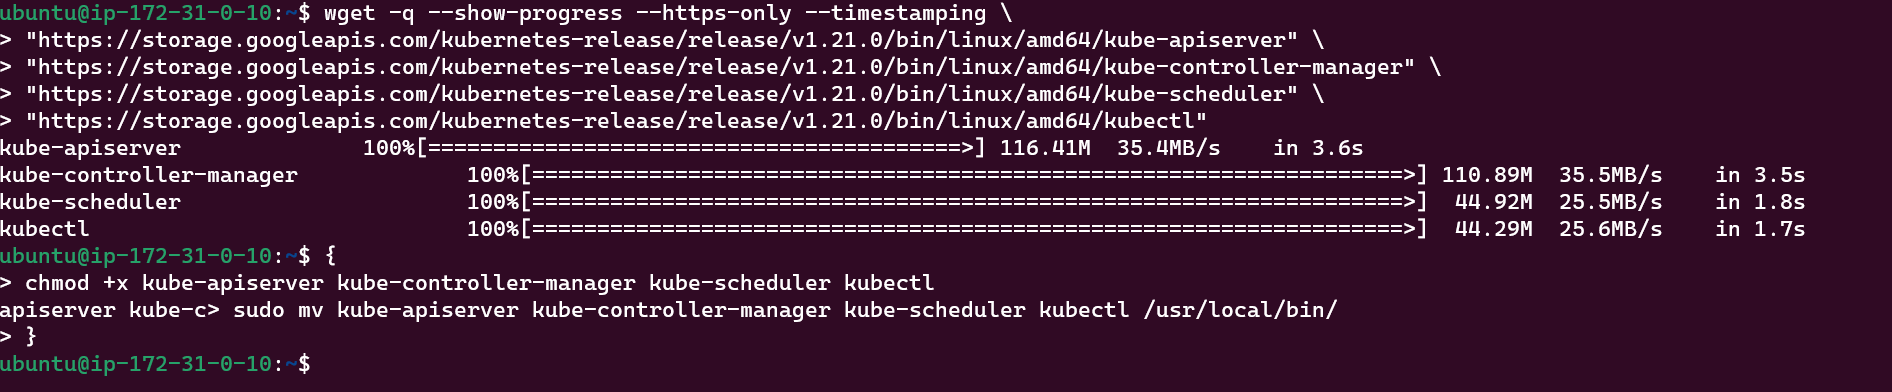 ubuntu@ip-172-31-0-10:~$ wget -q --show-progress --https-only --timestamping \
> "https://storage.googleapis.com/kubernetes-release/release/v1.21.0/bin/linux/amd64/kube-apiserver" \
> "https://storage.googleapis.com/kubernetes-release/release/v1.21.0/bin/linux/amd64/kube-controller-manager" \
> "https://storage.googleapis.com/kubernetes-release/release/v1.21.0/bin/linux/amd64/kube-scheduler" \
> "https://storage.googleapis.com/kubernetes-release/release/v1.21.0/bin/linux/amd64/kubectl"
kube-apiserver              100%[=========================================>] 116.41M  35.4MB/s    in 3.6s
kube-controller-manager             100%[===================================================================>] 110.89M  35.5MB/s    in 3.5s
kube-scheduler                      100%[===================================================================>]  44.92M  25.5MB/s    in 1.8s
kubectl                             100%[===================================================================>]  44.29M  25.6MB/s    in 1.7s
ubuntu@ip-172-31-0-10:~$ {
> chmod +x kube-apiserver kube-controller-manager kube-scheduler kubectl
apiserver kube-c> sudo mv kube-apiserver kube-controller-manager kube-scheduler kubectl /usr/local/bin/
> }
ubuntu@ip-172-31-0-10:~$